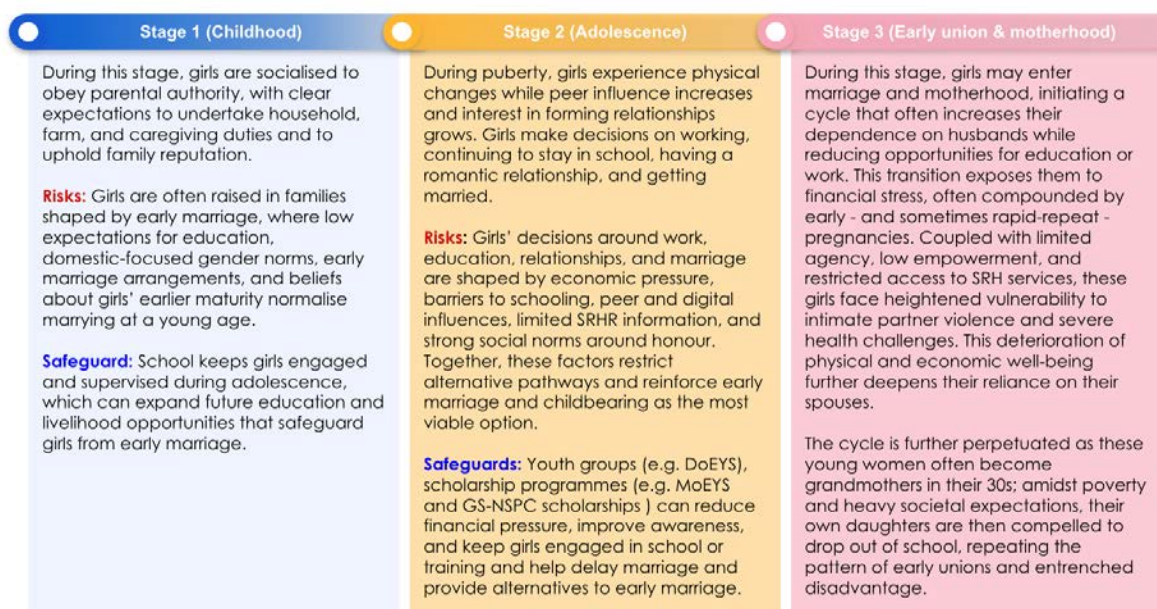 Stage 1 (Childhood)
During this stage, girls are socialised to
obey parental authority, with clear
expectations to undertake household,
farm, and caregiving duties and to
uphold family reputation.
Risks: Girls are often raised in families
shaped by early marriage, where low
expectations for education,
domestic-focused gender norms, early
marriage arrangements, and beliefs
about girls' earlier maturity normalise
marrying at a young age.
Safeguard: School keeps girls engaged
and supervised during adolescence,
which can expand future education and
livelihood opportunities that safeguard
girls from early marriage.
Stage 2 (Adolescence)
During puberty, girls experience physical
changes while peer influence increases
and interest in forming relationships
grows. Girls make decisions on working,
continuing to stay in school, having a
romantic relationship, and getting
married.
Risks: Girls' decisions around work,
education, relationships, and marriage
are shaped by economic pressure,
barriers to schooling, peer and digital
influences, limited SRHR information, and
strong social norms around honour.
Together, these factors restrict
alternative pathways and reinforce early
marriage and childbearing as the most
viable option.
Safeguards: Youth groups (e.g. DoEYS),
scholarship programmes (e.g. MoEYS
and GS-NSPC scholarships ) can reduce
financial pressure, improve awareness,
and keep girls engaged in school or
training and help delay marriage and
provide alternatives to early marriage.
Stage 3 (Early union & motherhood)
During this stage, girls may enter
marriage and motherhood, initiating a
cycle that often increases their
dependence on husbands while
reducing opportunities for education or
work. This transition exposes them to
financial stress, often compounded by
early - and sometimes rapid-repeat -
pregnancies. Coupled with limited
agency, low empowerment, and
restricted access to SRH services, these
girls face heightened vulnerability to
intimate partner violence and severe
health challenges. This deterioration of
physical and economic well-being
further deepens their reliance on their
spouses.
The cycle is further perpetuated as these
young women often become
grandmothers in their 30s; amidst poverty
and heavy societal expectations, their
own daughters are then compelled to
drop out of school, repeating the
pattern of early unions and entrenched
disadvantage.